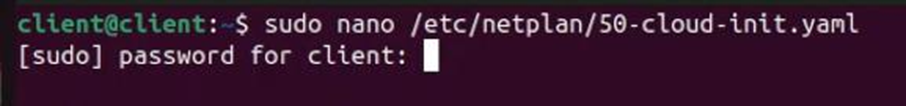 client@client:~$ sudo nano /etc/netplan/50-cloud-init.yaml
[sudo] password for client: